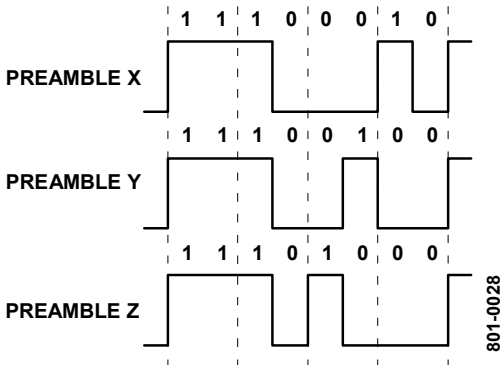 1 1 1 0 0 0 1 0
PREAMBLE X
1 1 1 0 0 1 0 0
PREAMBLE Y
1 1 1 0 1 0 0 0
PREAMBLE Z
801-0028